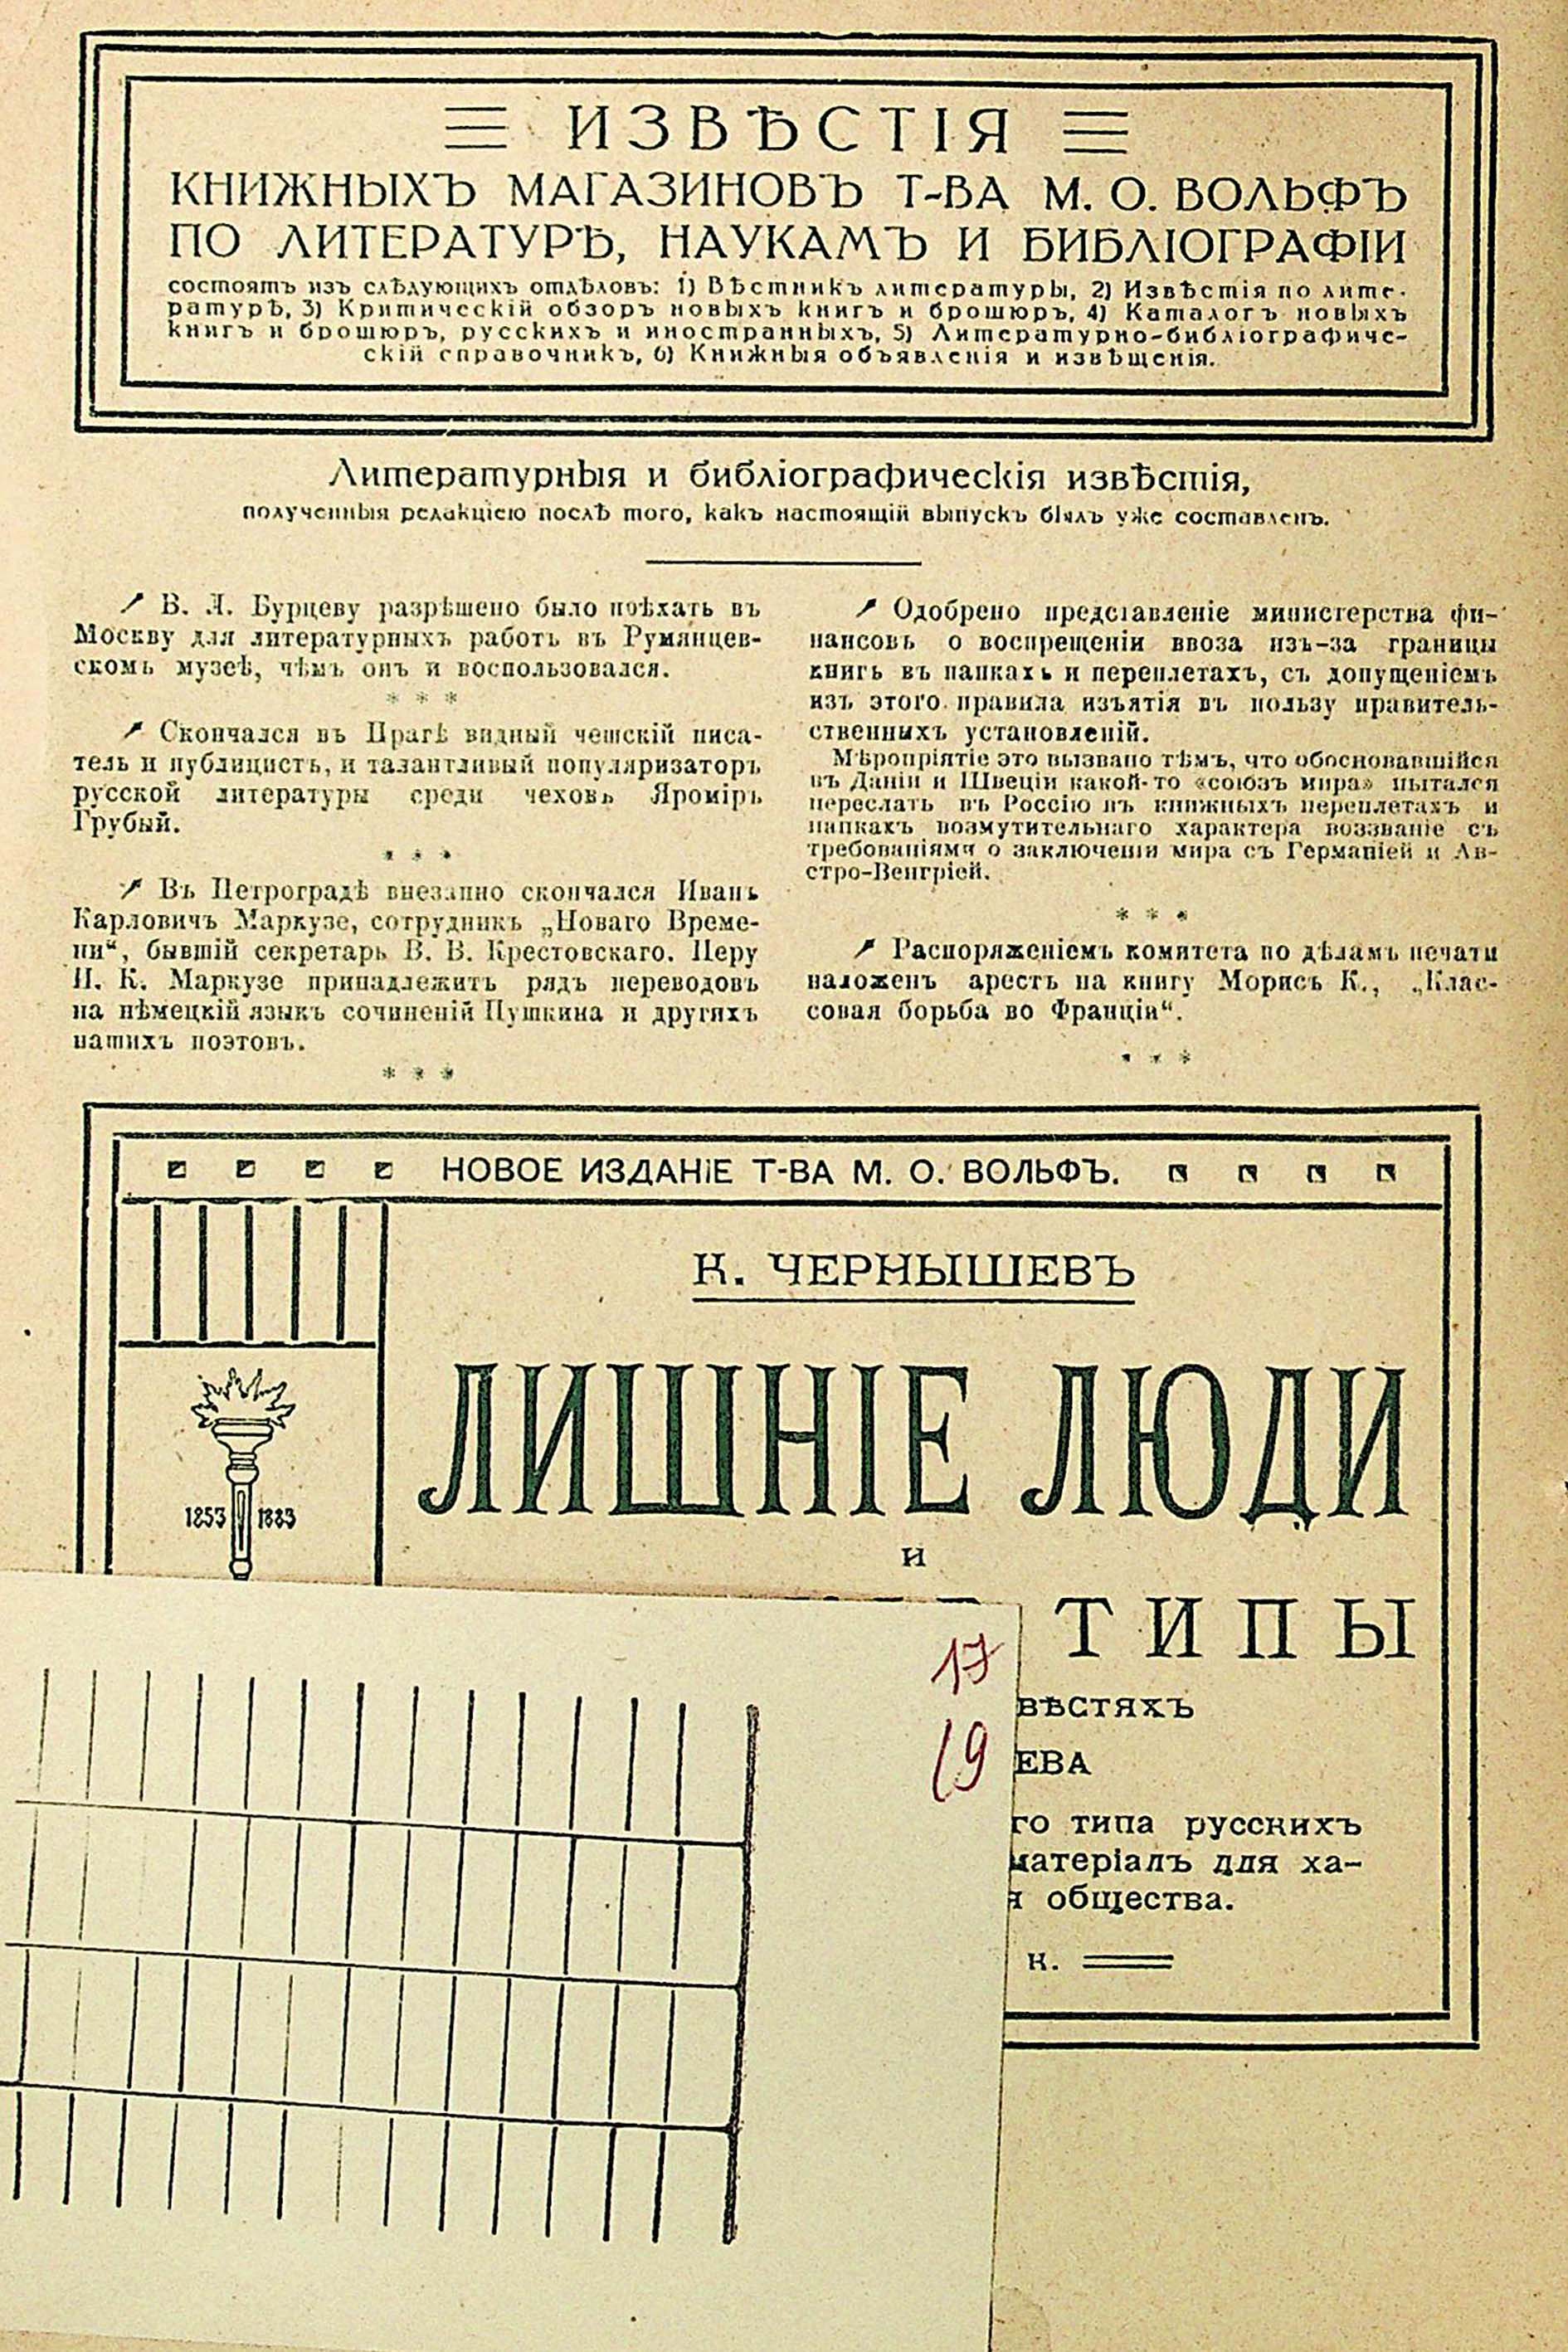 ИЗВѢСТІЯ
КНИЖНЫХЪ МАГАЗИНОВЪ Т-ВА М. О. ВОЛЬФЪ
ПО ЛИТЕРАТУРѢ, НАУКАМЪ И БИБЛІОГРАФІИ
состоятъ изъ слѣдующихъ отдѣловъ: 1) Вѣстникъ литературы, 2) Извѣстія по лите-
ратурѣ, 3) Критическій обзоръ новыхъ книгъ и брошюръ, 4) Каталогъ новыхъ
книгъ и брошюръ, русскихъ и иностранныхъ, 5) Литературно-библіографиче-
скій справочникъ, 6) Книжныя объявленія и извѣщенія.
Литературныя и библіографическія извѣстія,
полученныя редакціею послѣ того, какъ настоящій выпускъ былъ уже составленъ.
В. Л. Бурцеву разрѣшено было поѣхать въ
Москву для литературныхъ работъ въ Румянцев-
скомъ музеѣ, чѣмъ онъ и воспользовался.
* * *
Скончался въ Прагѣ видный чешскій писа-
тель и публицистъ, и талантливый популяризаторъ
русской литературы среди чеховъ Яроміръ
Грубый.
* * *
Въ Петроградѣ внезапно скончался Иванъ
Карловичъ Маркузе, сотрудникъ „Новаго Време-
ни“, бывшій секретарь В. В. Крестовскаго. Перу
И. К. Маркузе принадлежитъ рядъ переводовъ
на нѣмецкій языкъ сочиненій Пушкина и другихъ
нашихъ поэтовъ.
* * *
Одобрено представленіе министерства фи-
нансовъ о воспрещеніи ввоза изъ-за границы
книгъ въ папкахъ и переплетахъ, съ допущеніемъ
изъ этого правила изъятія въ пользу правитель-
ственныхъ установленій.
Мѣропріятіе это вызвано тѣмъ, что обосновавшійся
въ Даніи и Швеціи какой-то «союзъ мира» пытался
переслать въ Россію въ книжныхъ переплетахъ и
папкахъ возмутительнаго характера воззваніе съ
требованіями о заключеніи мира съ Германіей и Ав-
стро-Венгріей.
* * *
Распоряженіемъ комитета по дѣламъ печати
наложенъ арестъ на книгу Морисъ К., „Клас-
совая борьба во Франціи“.
* * *
НОВОЕ ИЗДАНІЕ Т-ВА М. О. ВОЛЬФЪ.
К. ЧЕРНЫШЕВЪ
ЛИШНІЕ ЛЮДИ
1853 1883
и
ТИПЫ
17
вѣстяхъ
19
ЕВА
го типа русскихъ
матеріалъ для ха-
я общества.
к.